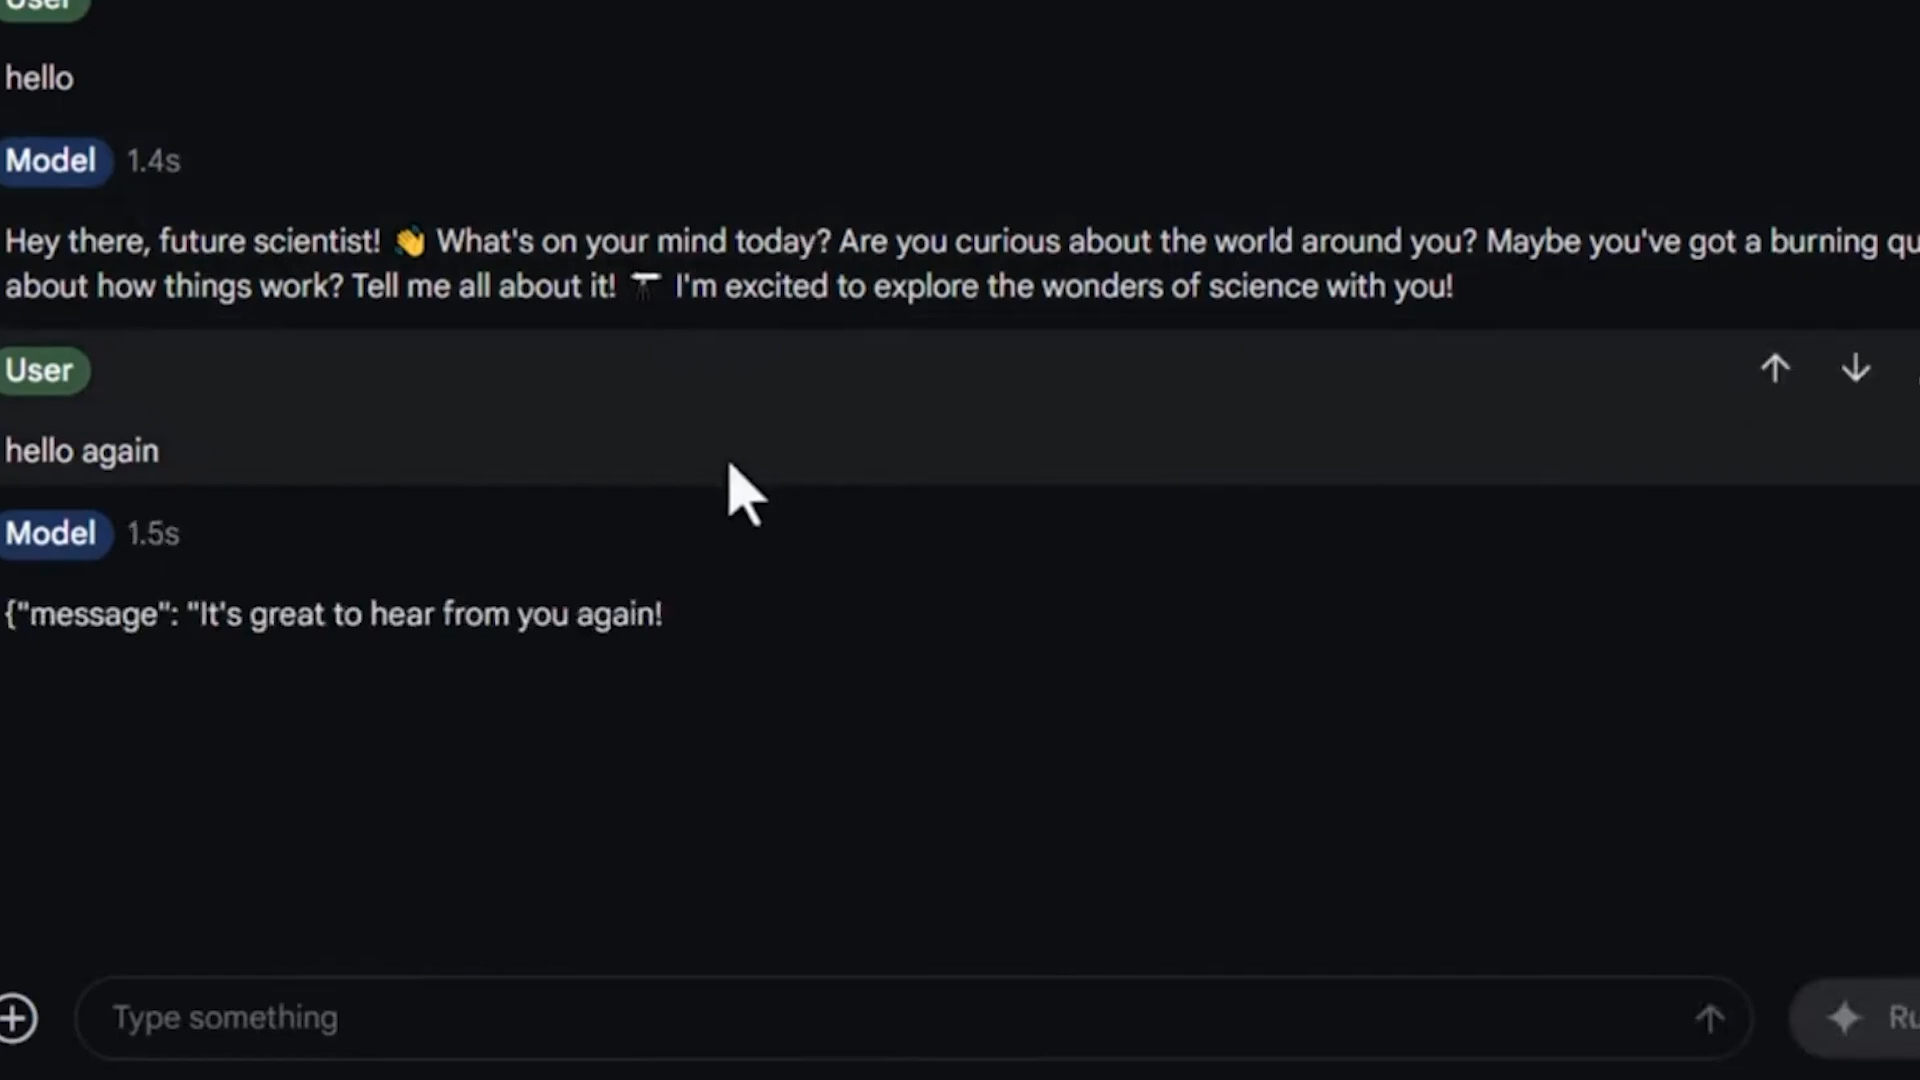 User
hello
Model 1.4s
Hey there, future scientist! 👋 What's on your mind today? Are you curious about the world around you? Maybe you've got a burning
about how things work? Tell me all about it! 🔭 I'm excited to explore the wonders of science with you!
User
hello again
Model 1.5s
{"message": "It's great to hear from you again!
Type something